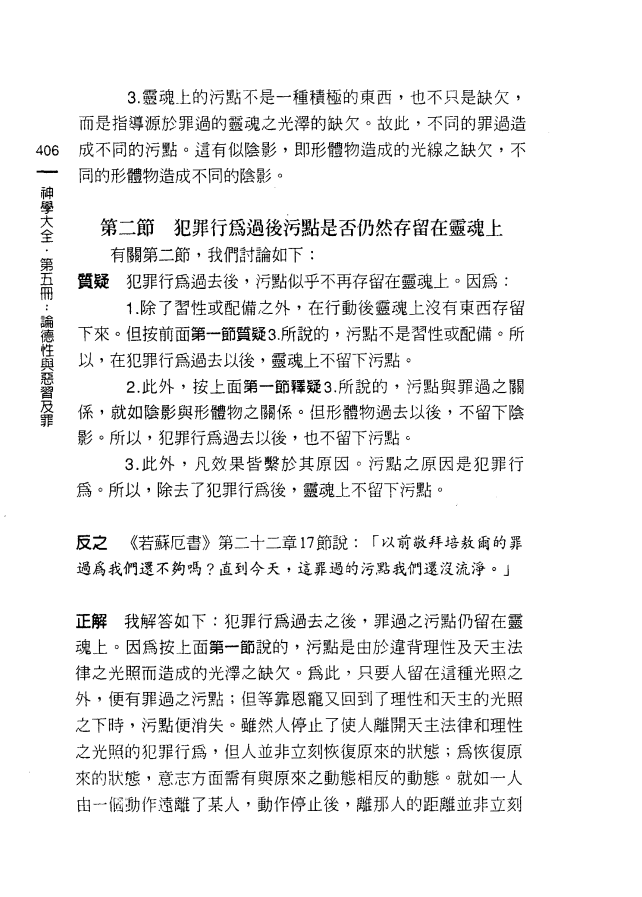 3.靈魂上的污點不是一種積極的東西，也不只是缺欠，
而是指導源於罪過的靈魂之光澤的缺欠。故此，不同的罪過造
成不同的污點。這有似陰影，即形體物造成的光線之缺欠，不
同的形體物造成不同的陰影。
406
神學大全．第五冊：論德性與惡習及罪
第二節　犯罪行爲過後污點是否仍然存留在靈魂上
有關第二節，我們討論如下：
質疑　犯罪行爲過去後，污點似乎不再存留在靈魂上。因爲：
1.除了習性或配備之外，在行動後靈魂上沒有東西存留
下來。但按前面第一節質疑3.所說的，污點不是習性或配備。所
以，在犯罪行爲過去以後，靈魂上不留下污點。
2.此外，按上面第一節釋疑3.所說的，污點與罪過之關
係，就如陰影與形體物之關係。但形體物過去以後，不留下陰
影。所以，犯罪行爲過去以後，也不留下污點。
3.此外，凡效果皆繫於其原因。污點之原因是犯罪行
爲。所以，除去了犯罪行爲後，靈魂上不留下污點。
反之　《若蘇厄書》第二十二章17節說：「以前敬拜培敖爾的罪
過爲我們還不夠嗎？直到今天，這罪過的污點我們還沒流淨。」
正解　我解答如下：犯罪行爲過去之後，罪過之污點仍留在靈
魂上。因爲按上面第一節說的，污點是由於違背理性及天主法
律之光照而造成的光澤之缺欠。爲此，只要人留在這種光照之
外，便有罪過之污點；但等靠恩寵又回到了理性和天主的光照
之下時，污點便消失。雖然人停止了使人離開天主法律和理性
之光照的犯罪行爲，但人並非立刻恢復原來的狀態；爲恢復原
來的狀態，意志方面需有與原來之動態相反的動態。就如一人
由一個動作遠離了某人，動作停止後，離那人的距離並非立刻